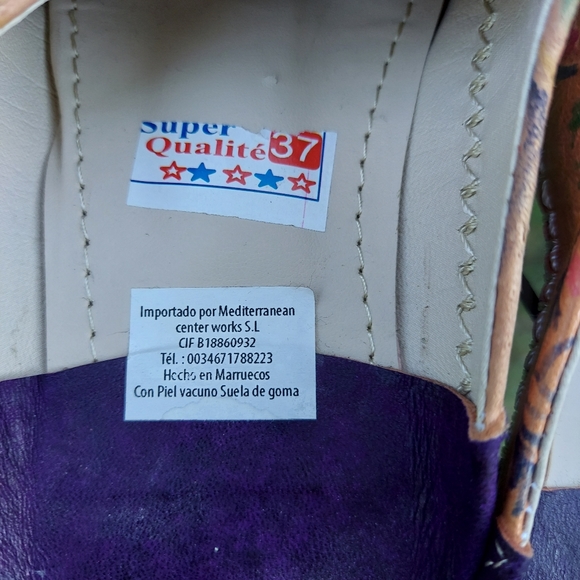 Super
Qualité 37
Importado por Mediterranean
center works S.L
CIF B18860932
Tél. : 0034671788223
Hecho en Marruecos
Con Piel vacuno Suela de goma